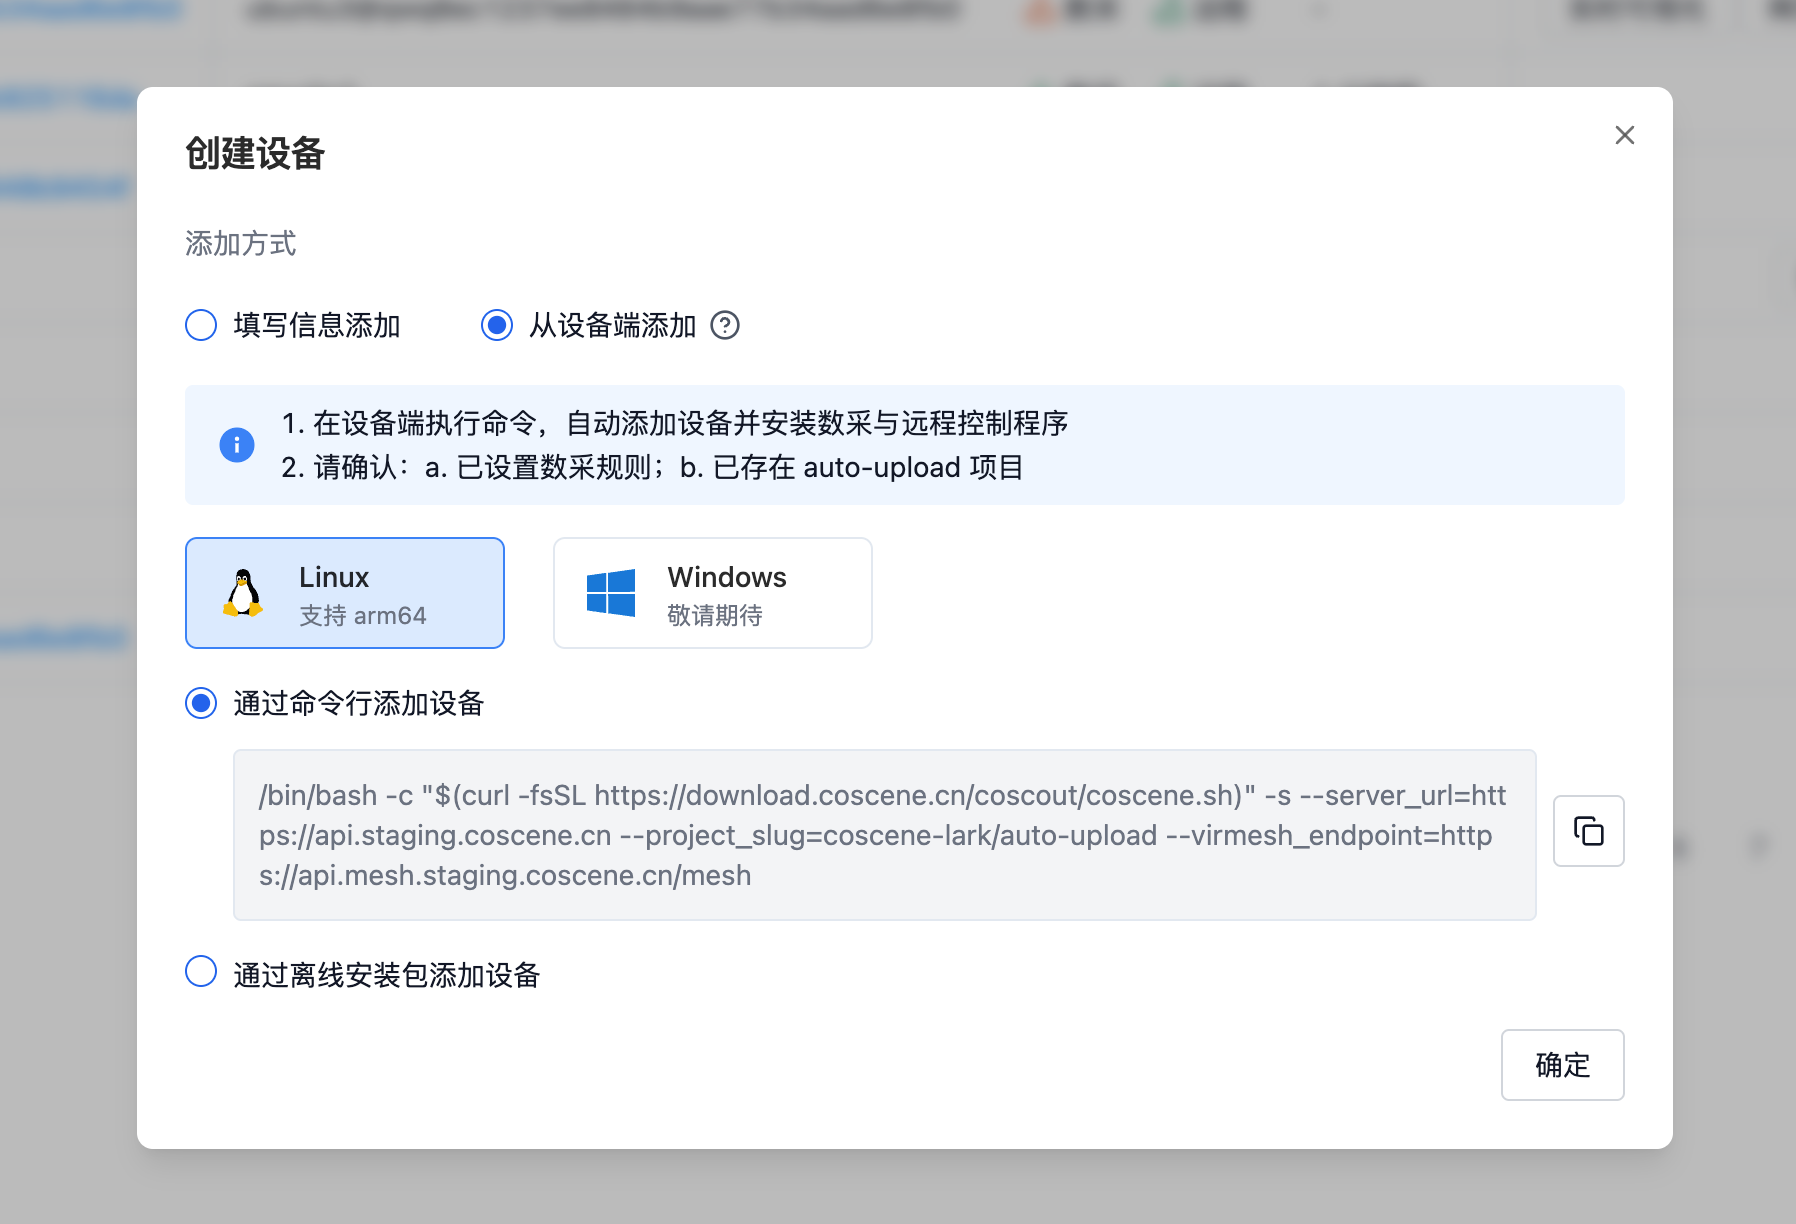 创建设备
添加方式
填写信息添加
从设备端添加
1. 在设备端执行命令，自动添加设备并安装数采与远程控制程序
2. 请确认：a. 已设置数采规则；b. 已存在 auto-upload 项目
Linux
支持 arm64
Windows
敬请期待
通过命令行添加设备
/bin/bash -c "$(curl -fsSL https://download.coscene.cn/coscout/coscene.sh)" -s --server_url=htt
ps://api.staging.coscene.cn --project_slug=coscene-lark/auto-upload --virmesh_endpoint=http
s://api.mesh.staging.coscene.cn/mesh
通过离线安装包添加设备
确定